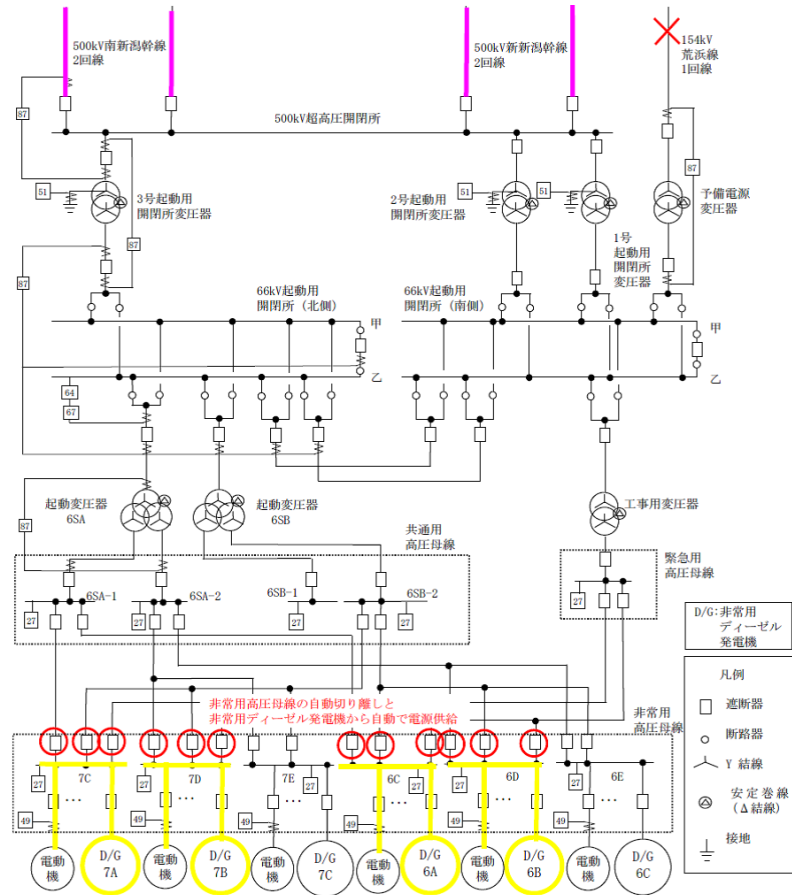 500kV南新潟幹線
2回線
500kV新新潟幹線
2回線
154kV
荒浜線
1回線
87
500kV超高圧開閉所
87
51
3号起動用
開閉所変圧器
51
2号起動用
開閉所変圧器
51
予備電源
変圧器
87
87
1号
起動用
開閉所
変圧器
66kV起動用
開閉所(北側)
66kV起動用
開閉所(南側)
甲
甲
乙
乙
64
67
起動変圧器
6SA
起動変圧器
6SB
工事用変圧器
87
共通用
高圧母線
緊急用
高圧母線
6SA-1
6SA-2
6SB-1
6SB-2
27
27
27
27
27
D/G:非常用
ディーゼル
発電機
非常用高圧母線の自動切り離しと
非常用ディーゼル発電機から自動で電源供給
非常用
高圧母線
凡例
遮断器
断路器
Y 結線
安定巻線
(Δ結線)
接地
7C
7D
7E
6C
6D
6E
27
27
27
27
27
27
…
…
…
…
…
…
49
49
49
49
49
49
電動
機
D/G
7A
電動
機
D/G
7B
電動
機
D/G
7C
電動
機
D/G
6A
電動
機
D/G
6B
電動
機
D/G
6C